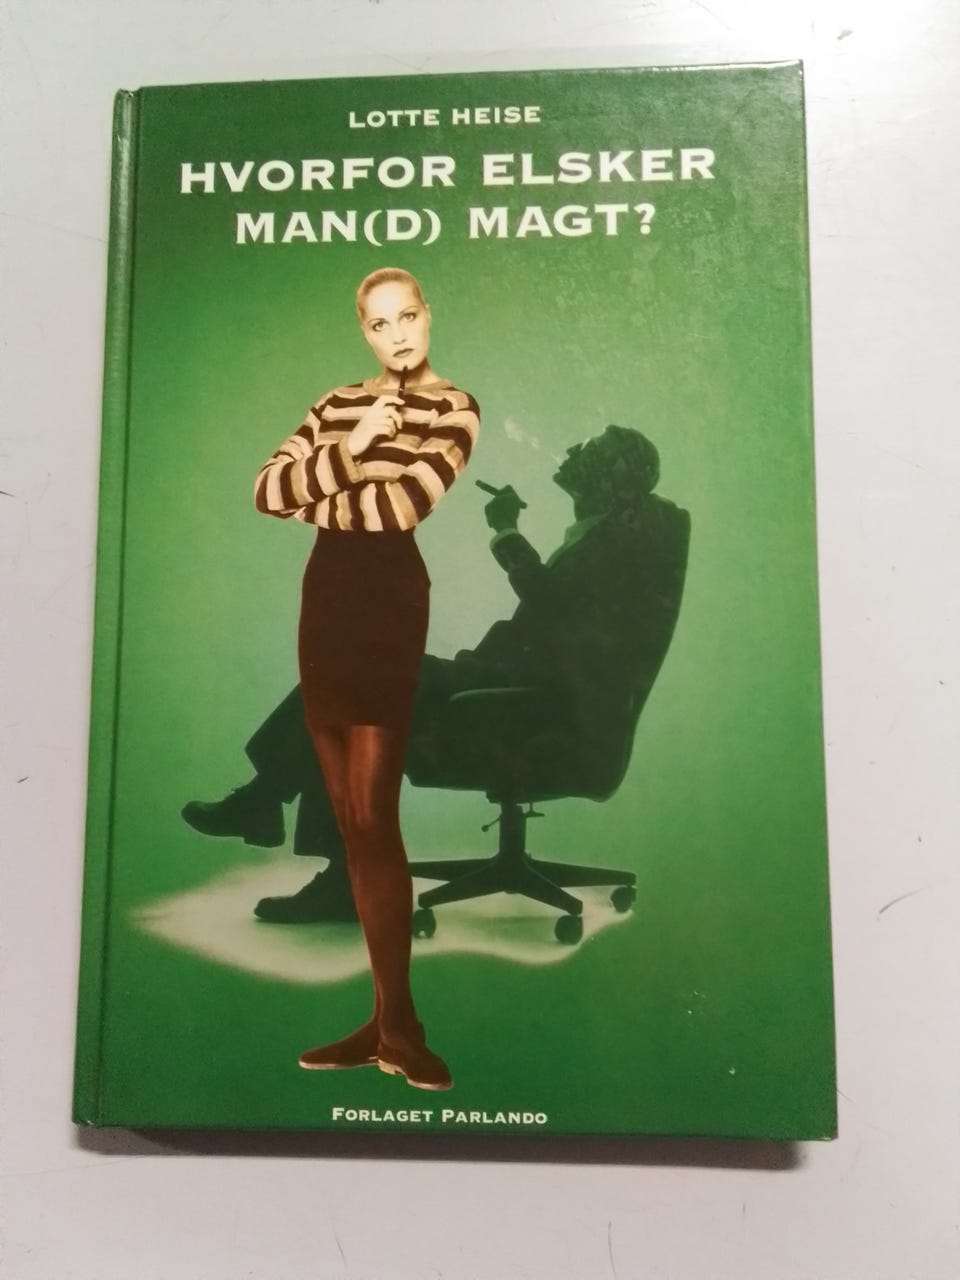 LOTTE HEISE
HVORFOR ELSKER
MAN(D) MAGT?
FORLAGET PARLANDO